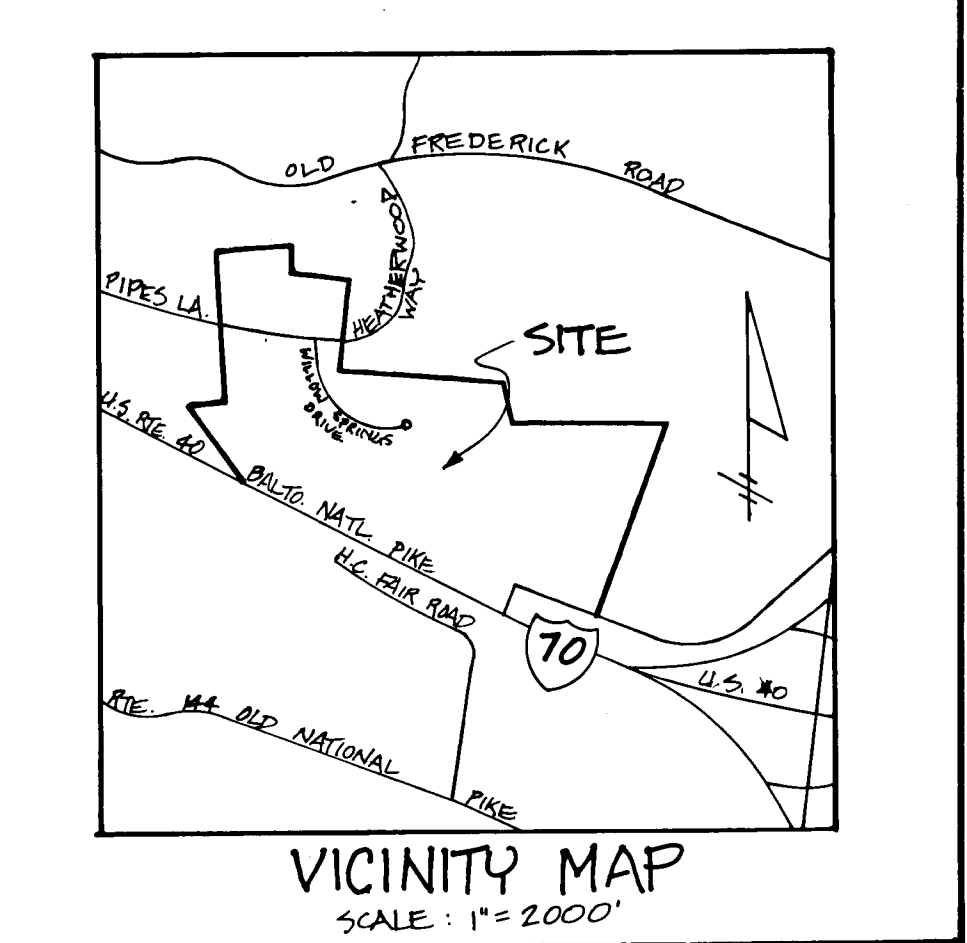 OLD FREDERICK ROAD
HEATHERWOOD
WAY
PIPES LA.
SITE
WILLOW SPRINGS
DRIVE
U.S. RTE. 40
BALTO. NATL. PIKE
H.C. FAIR ROAD
70
U.S. 40
RTE. 144 OLD NATIONAL PIKE
VICINITY MAP
SCALE : 1" = 2000'